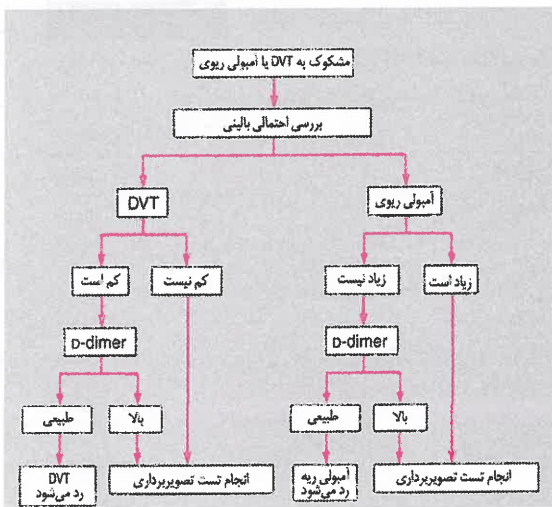 مشکوک به DVT یا آمبولی ریوی
بررسی احتمالی بالینی
آمبولی ریوی
DVT
زیاد است
زیاد نیست
کم نیست
کم است
D-dimer
D-dimer
بالا
طبیعی
بالا
طبیعی
انجام تست تصویربرداری
آمبولی ریه
رد می‌شود
انجام تست تصویربرداری
DVT
رد می‌شود